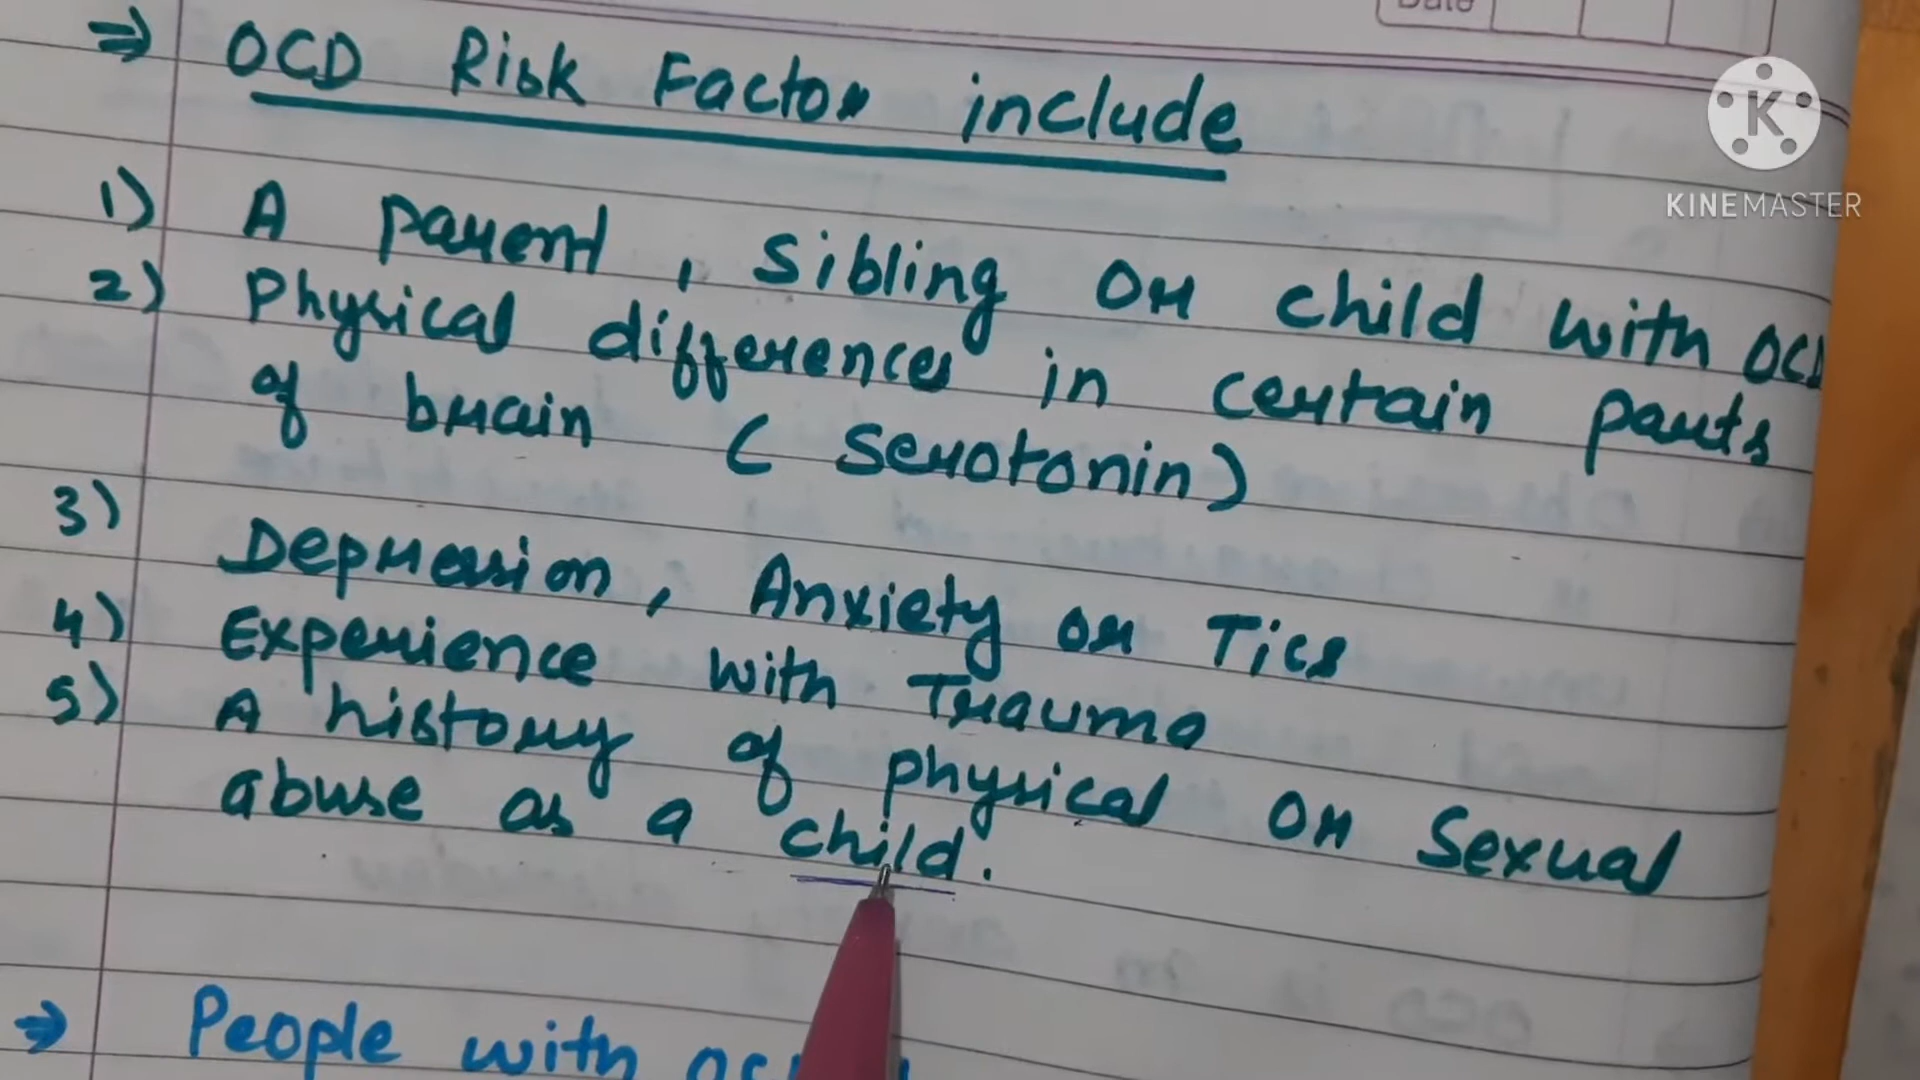 Date
⇒ OCD Risk Factor include
K
KINEMASTER
1) A parent, Sibling or child with OCD
2) Physical differences in certain parts
of brain (Serotonin)
3) Depression, Anxiety or Tics
4) Experience with Trauma
5) A history of physical or Sexual
abuse as a child.
⇒ People with